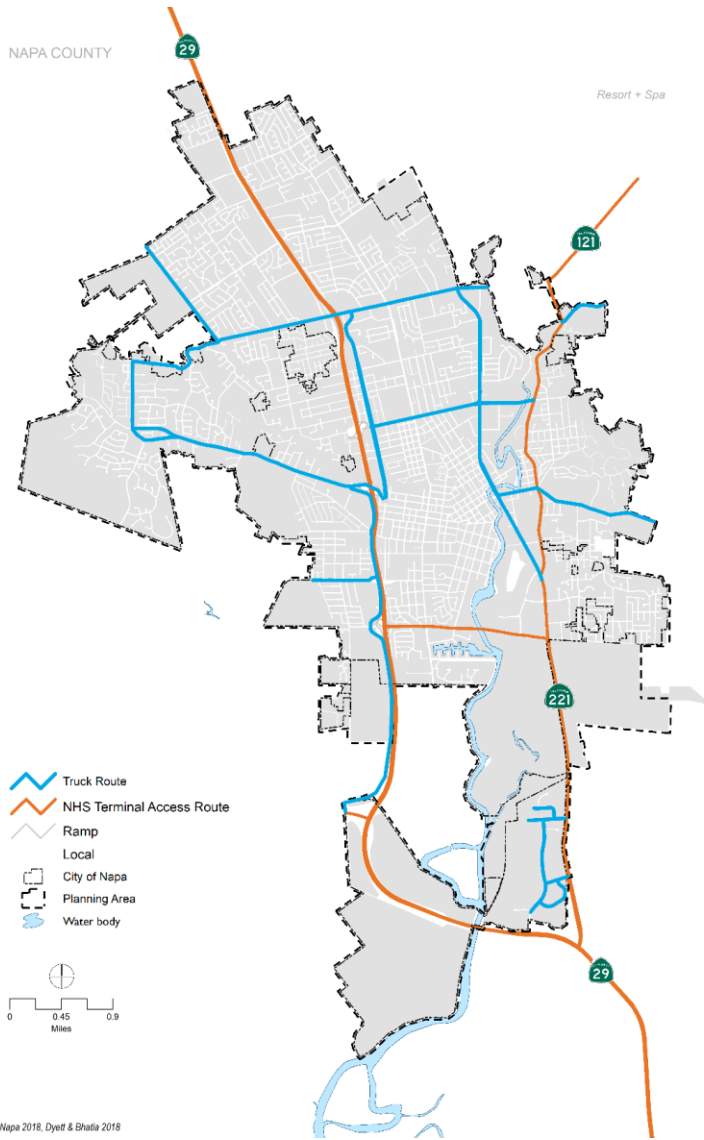 29
NAPA COUNTY
Resort + Spa
121
221
Truck Route
NHS Terminal Access Route
Ramp
Local
City of Napa
Planning Area
Water body
29
0 0.45 0.9
Miles
Napa 2018, Dyett & Bhatia 2018